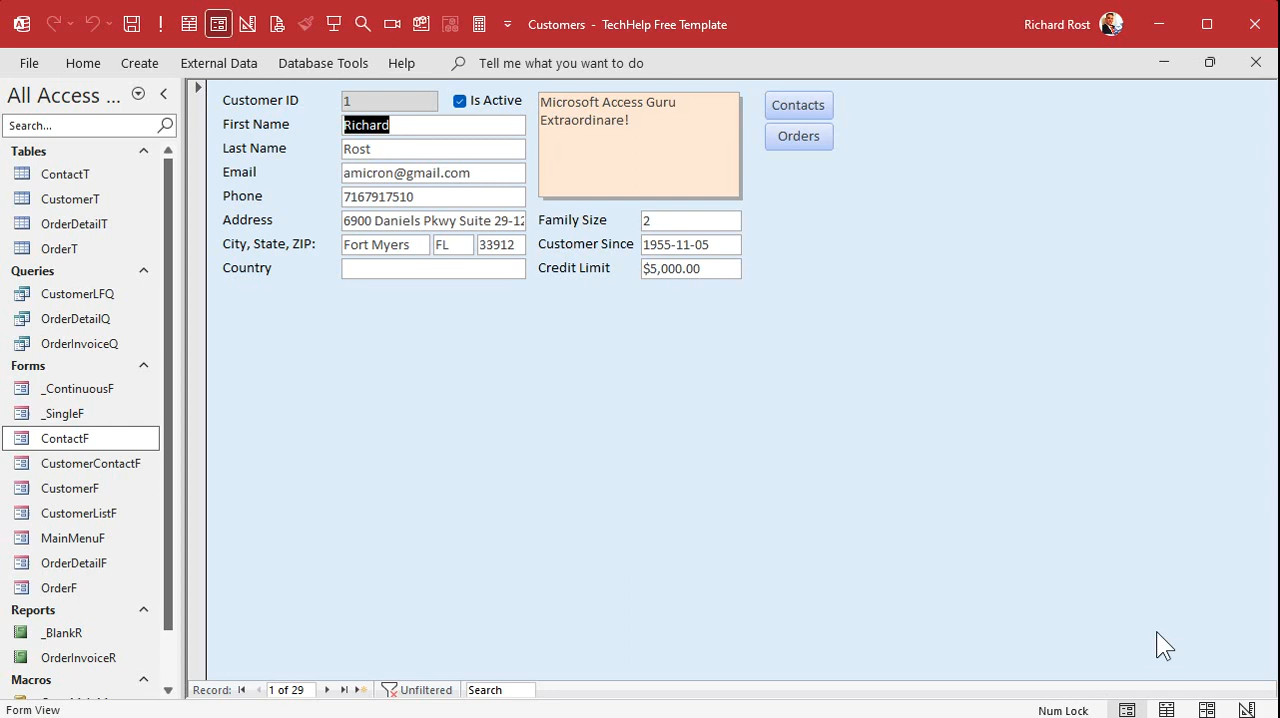 Customers - TechHelp Free Template
Richard Rost
File Home Create External Data Database Tools Help Tell me what you want to do
All Access ...
Search...
Tables
ContactT
CustomerT
OrderDetailT
OrderT
Queries
CustomerLFQ
OrderDetailQ
OrderInvoiceQ
Forms
_ContinuousF
_SingleF
ContactF
CustomerContactF
CustomerF
CustomerListF
MainMenuF
OrderDetailF
OrderF
Reports
_BlankR
OrderInvoiceR
Macros
Customer ID 1 Is Active
First Name Richard
Last Name Rost
Email amicron@gmail.com
Phone 7167917510
Address 6900 Daniels Pkwy Suite 29-12
City, State, ZIP: Fort Myers FL 33912
Country
Microsoft Access Guru
Extraordinare!
Family Size 2
Customer Since 1955-11-05
Credit Limit $5,000.00
Contacts
Orders
Record: 1 of 29 Unfiltered Search
Form View
Num Lock